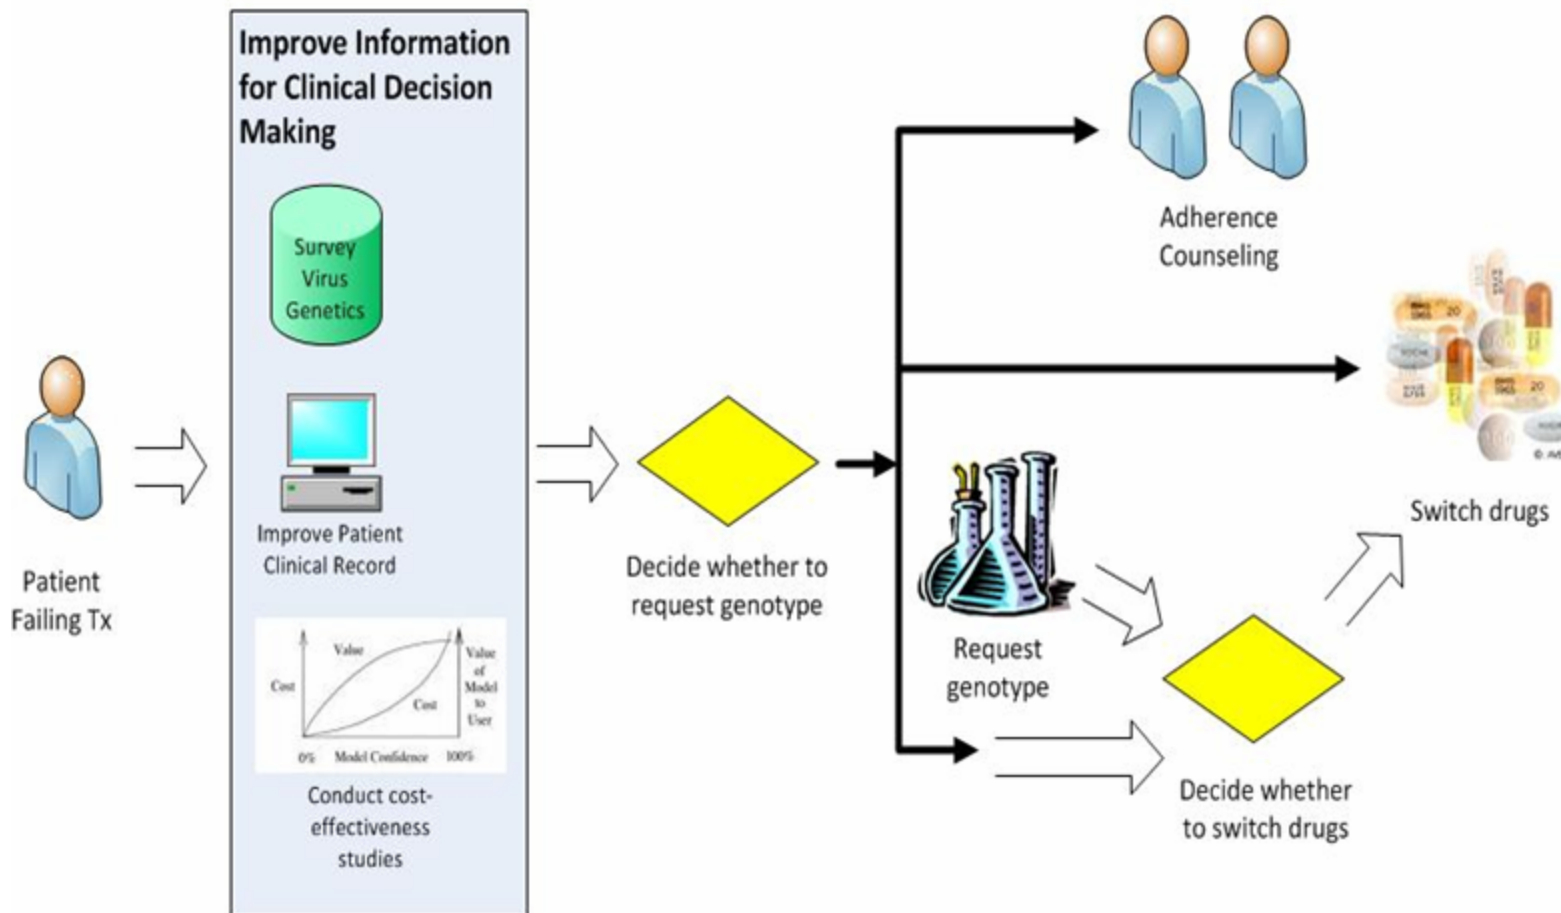 Improve Information
for Clinical Decision
Making
Survey
Virus
Genetics
Improve Patient
Clinical Record
Value
Cost
Cost
Value
of
Model
to
User
0% Model Confidence 100%
Conduct cost-
effectiveness
studies
Patient
Failing Tx
Decide whether to
request genotype
Adherence
Counseling
Switch drugs
Request
genotype
Decide whether
to switch drugs
20
20